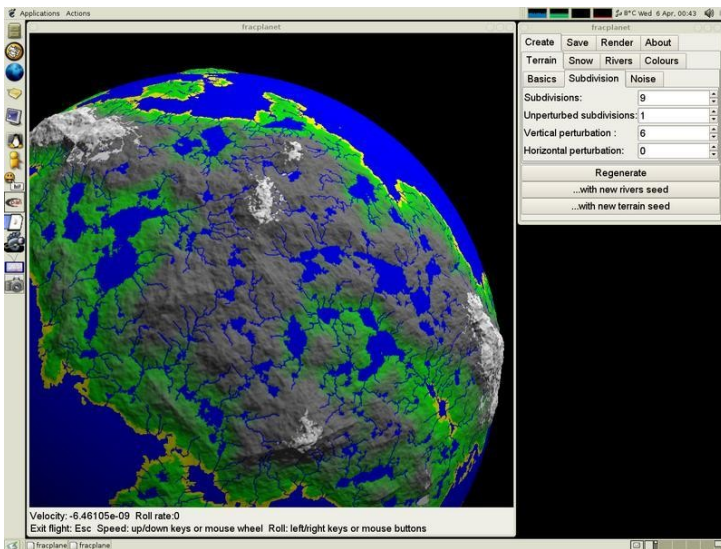 Applications Actions
8°C Wed 6 Apr, 00:43
fracplanet
fracplanet
Create Save Render About
Terrain Snow Rivers Colours
Basics Subdivision Noise
Subdivisions: 9
Unperturbed subdivisions: 1
Vertical perturbation : 6
Horizontal perturbation: 0
Regenerate
...with new rivers seed
...with new terrain seed
Velocity: -6.46105e-09 Roll rate:0
Exit flight: Esc Speed: up/down keys or mouse wheel Roll: left/right keys or mouse buttons
fracplane fracplane